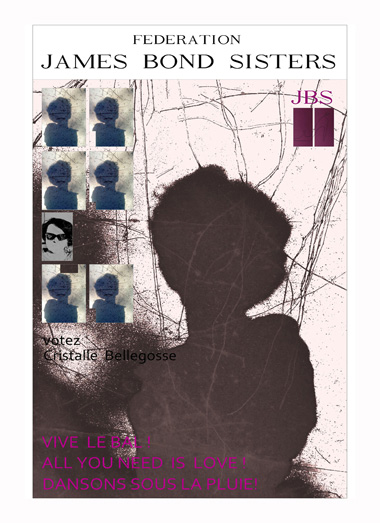 FEDERATION
JAMES BOND SISTERS
JBS
votez
Cristalle Bellegosse
VIVE LE BAL !
ALL YOU NEED IS LOVE !
DANSONS SOUS LA PLUIE !